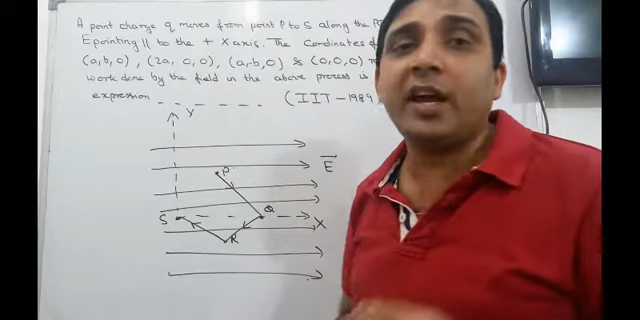 A point charge q moves from point P to S along the
E pointing || to the + X axis. The Cordinates
(a,b,0), (2a, 0, 0), (a,-b,0) & (0,0,0)
work done by the field in the above process is
expression (IIT-1989
Y
P
E
Q
S X
R